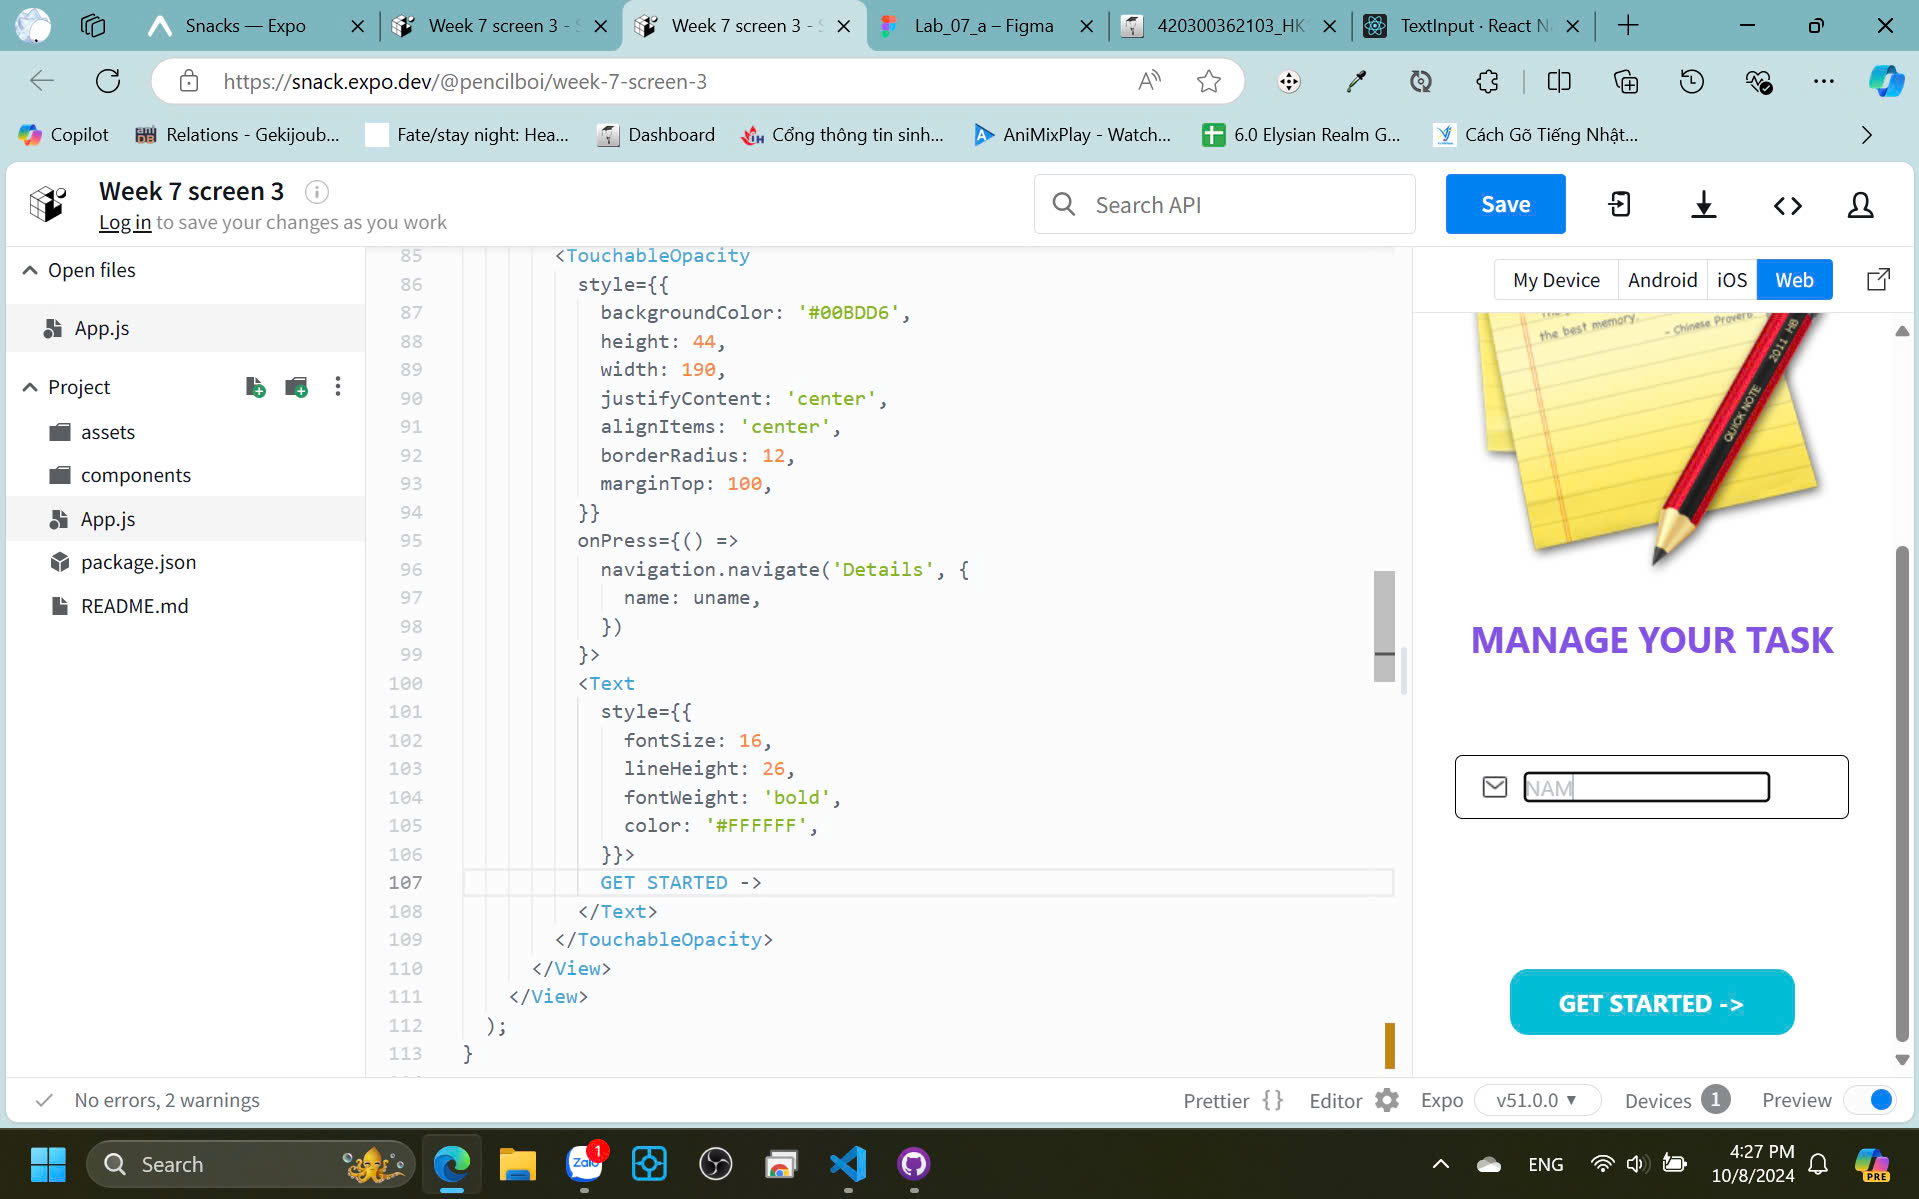 Snacks — Expo
Week 7 screen 3 - S
Week 7 screen 3 - S
Lab_07_a – Figma
420300362103_HK
TextInput · React N
https://snack.expo.dev/@pencilboi/week-7-screen-3
Copilot
Relations - Gekijoub...
Fate/stay night: Hea...
Dashboard
Cổng thông tin sinh...
AniMixPlay - Watch...
6.0 Elysian Realm G...
Cách Gõ Tiếng Nhật...
Week 7 screen 3
Log in to save your changes as you work
Search API
Save
Open files
App.js
Project
assets
components
App.js
package.json
README.md
85 <TouchableOpacity
86 style={{
87 backgroundColor: '#00BDD6',
88 height: 44,
89 width: 190,
90 justifyContent: 'center',
91 alignItems: 'center',
92 borderRadius: 12,
93 marginTop: 100,
94 }}
95 onPress={() =>
96 navigation.navigate('Details', {
97 name: uname,
98 })
99 }>
100 <Text
101 style={{
102 fontSize: 16,
103 lineHeight: 26,
104 fontWeight: 'bold',
105 color: '#FFFFFF',
106 }}>
107 GET STARTED ->
108 </Text>
109 </TouchableOpacity>
110 </View>
111 </View>
112 );
113 }
My Device
Android
iOS
Web
the best memory.
- Chinese Proverb
2011 HB
QUICK NOTE
MANAGE YOUR TASK
NAM
GET STARTED ->
No errors, 2 warnings
Prettier {}
Editor
Expo
v51.0.0
Devices 1
Preview
Search
Zalo
1
ENG
4:27 PM
10/8/2024
PRE